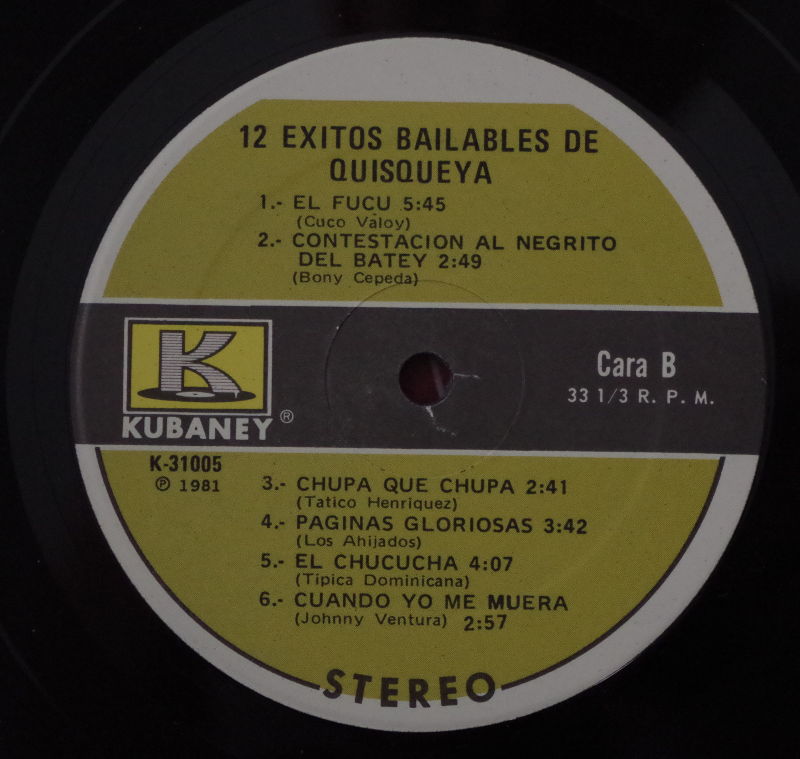 12 EXITOS BAILABLES DE
QUISQUEYA
1.- EL FUCU 5:45
(Cuco Valoy)
2.- CONTESTACION AL NEGRITO
DEL BATEY 2:49
(Bony Cepeda)
K
KUBANEY®
Cara B
33 1/3 R. P. M.
K-31005
℗ 1981
3.- CHUPA QUE CHUPA 2:41
(Tatico Henriquez)
4.- PAGINAS GLORIOSAS 3:42
(Los Ahijados)
5.- EL CHUCUCHA 4:07
(Tipica Dominicana)
6.- CUANDO YO ME MUERA
(Johnny Ventura) 2:57
STEREO